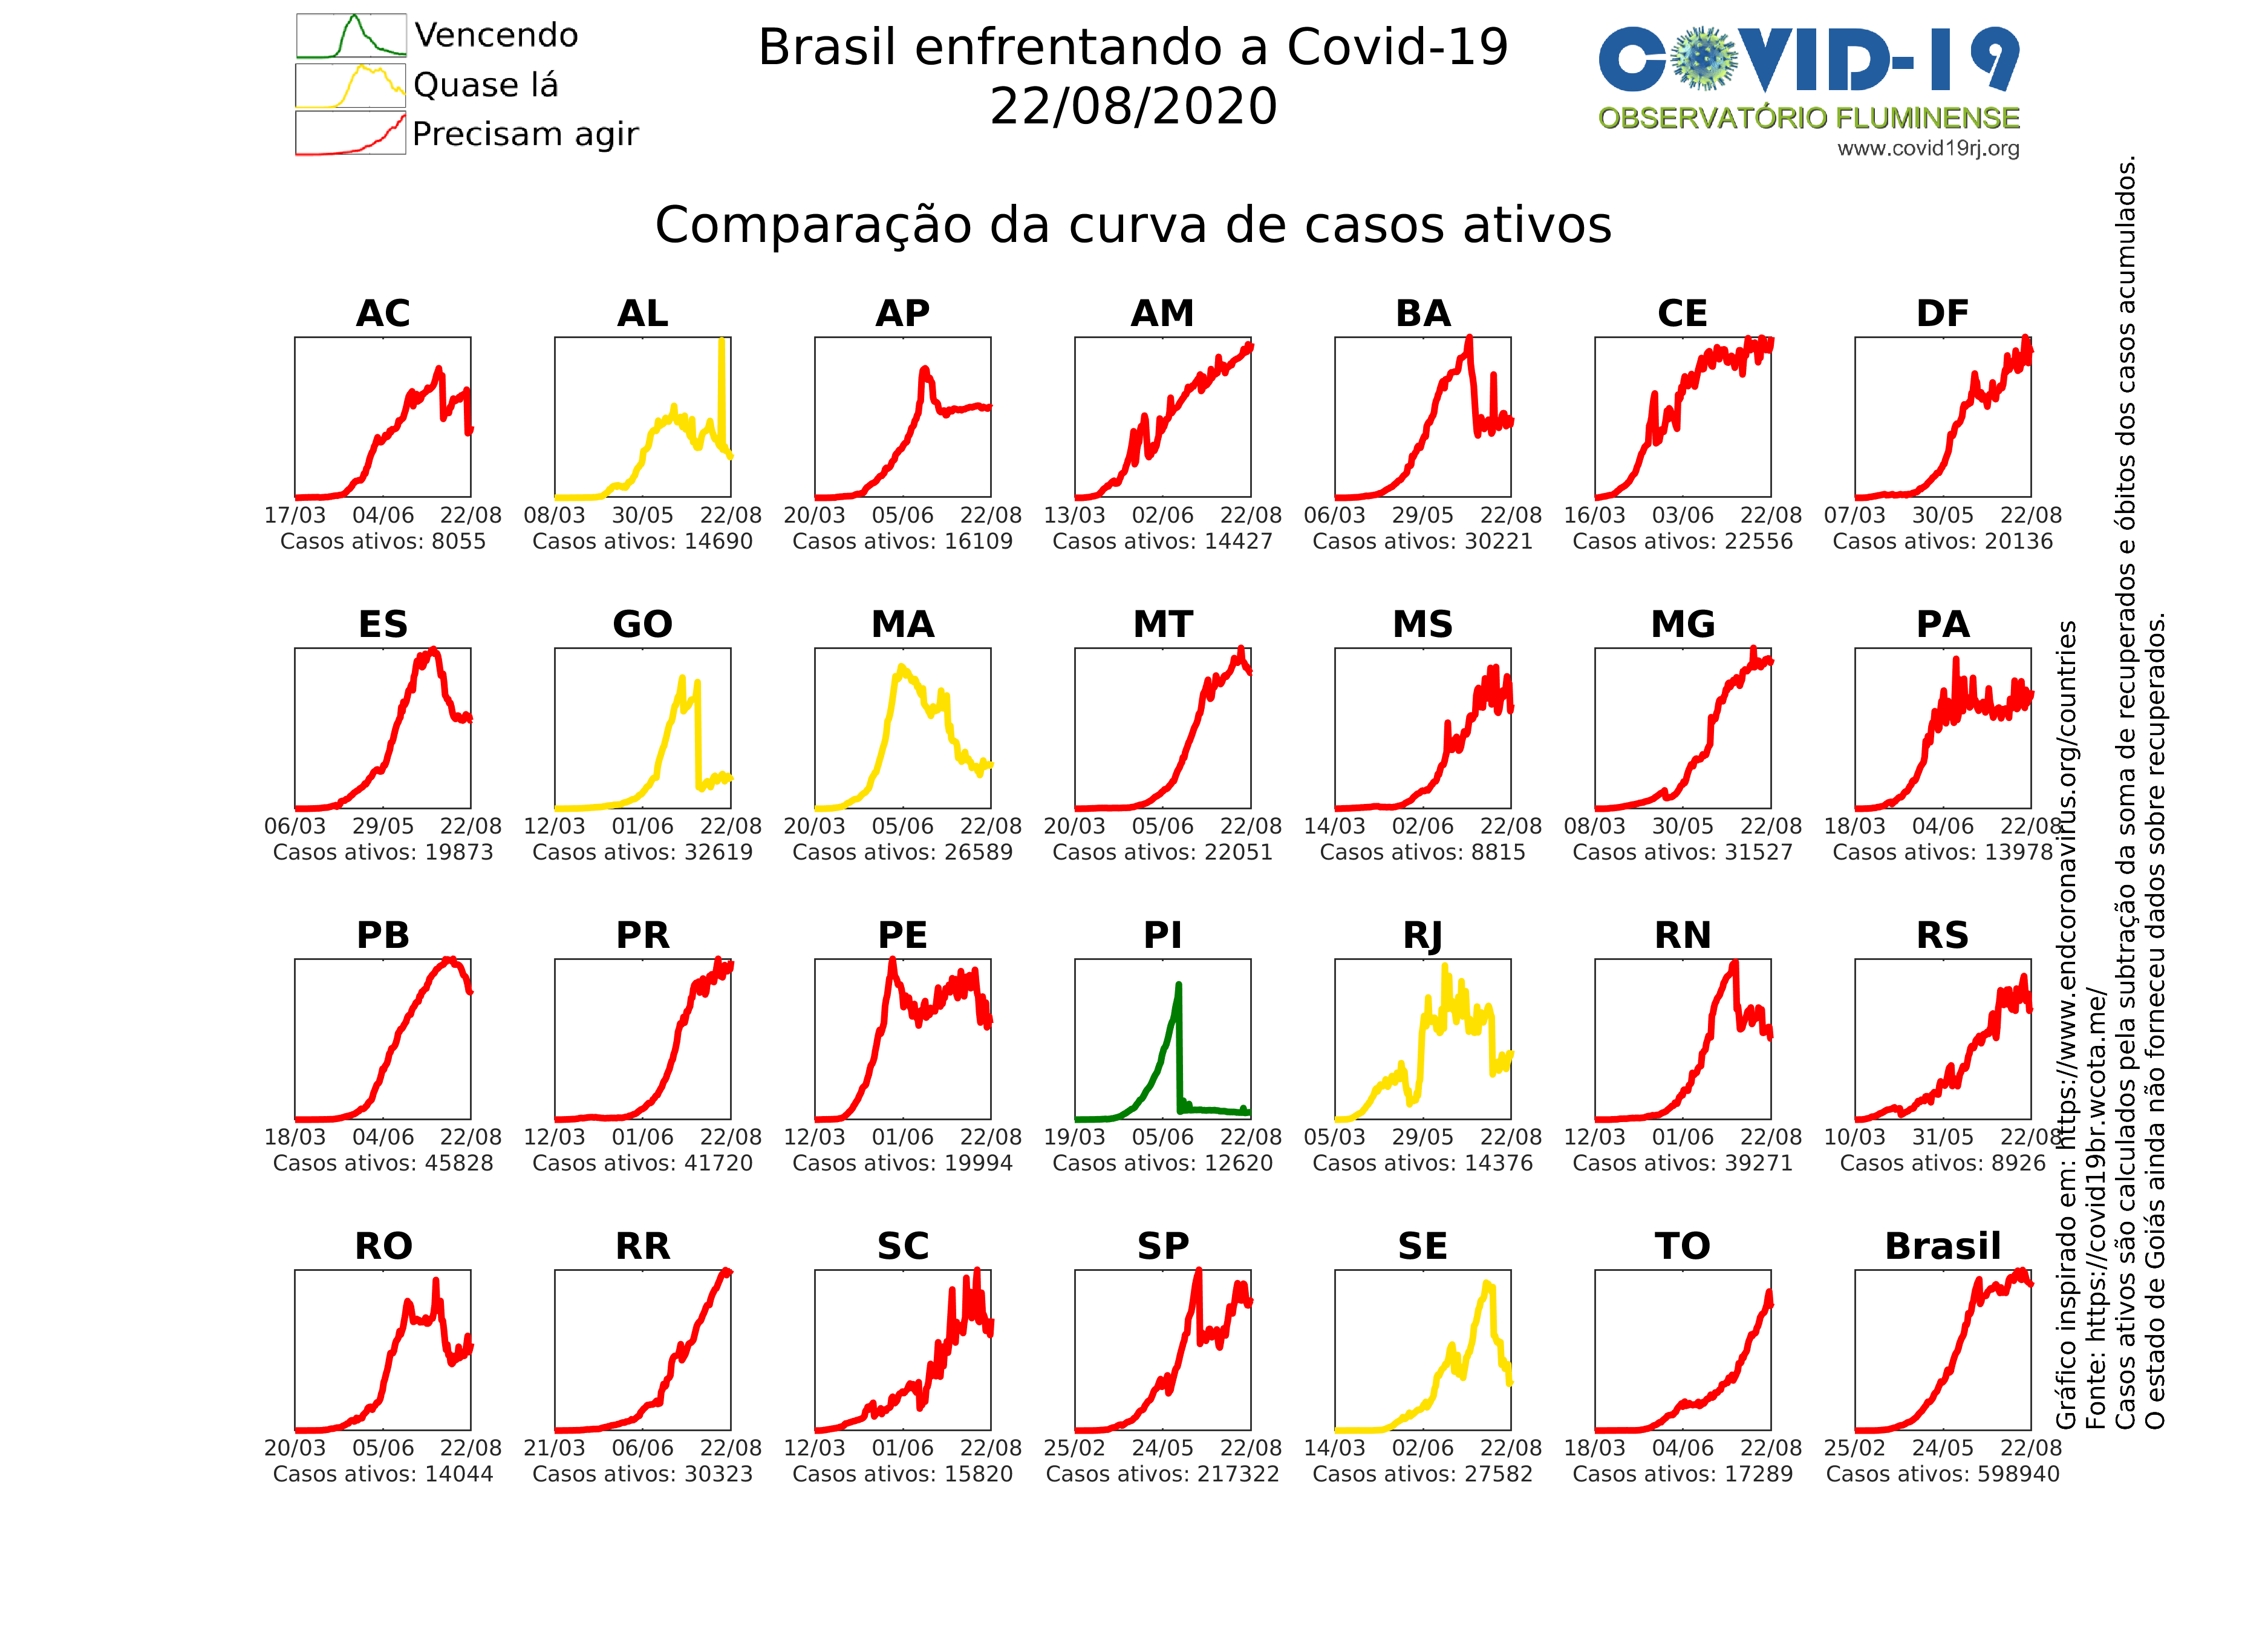 Vencendo
Quase lá
Precisam agir
Brasil enfrentando a Covid-19
22/08/2020
COVID-19
OBSERVATÓRIO FLUMINENSE
www.covid19rj.org
Comparação da curva de casos ativos
AC AL AP AM BA CE DF
17/03 04/06 22/08 08/03 30/05 22/08 20/03 05/06 22/08 13/03 02/06 22/08 06/03 29/05 22/08 16/03 03/06 22/08 07/03 30/05 22/08
Casos ativos: 8055 Casos ativos: 14690 Casos ativos: 16109 Casos ativos: 14427 Casos ativos: 30221 Casos ativos: 22556 Casos ativos: 20136
ES GO MA MT MS MG PA
06/03 29/05 22/08 12/03 01/06 22/08 20/03 05/06 22/08 20/03 05/06 22/08 14/03 02/06 22/08 08/03 30/05 22/08 18/03 04/06 22/08
Casos ativos: 19873 Casos ativos: 32619 Casos ativos: 26589 Casos ativos: 22051 Casos ativos: 8815 Casos ativos: 31527 Casos ativos: 13978
PB PR PE PI RJ RN RS
18/03 04/06 22/08 12/03 01/06 22/08 12/03 01/06 22/08 19/03 05/06 22/08 05/03 29/05 22/08 12/03 01/06 22/08 10/03 31/05 22/08
Casos ativos: 45828 Casos ativos: 41720 Casos ativos: 19994 Casos ativos: 12620 Casos ativos: 14376 Casos ativos: 39271 Casos ativos: 8926
RO RR SC SP SE TO Brasil
20/03 05/06 22/08 21/03 06/06 22/08 12/03 01/06 22/08 25/02 24/05 22/08 14/03 02/06 22/08 18/03 04/06 22/08 25/02 24/05 22/08
Casos ativos: 14044 Casos ativos: 30323 Casos ativos: 15820 Casos ativos: 217322 Casos ativos: 27582 Casos ativos: 17289 Casos ativos: 598940
Gráfico inspirado em: https://www.endcoronavirus.org/countries
Fonte: https://covid19br.wcota.me/
Casos ativos são calculados pela subtração da soma de recuperados e óbitos dos casos acumulados.
O estado de Goiás ainda não forneceu dados sobre recuperados.